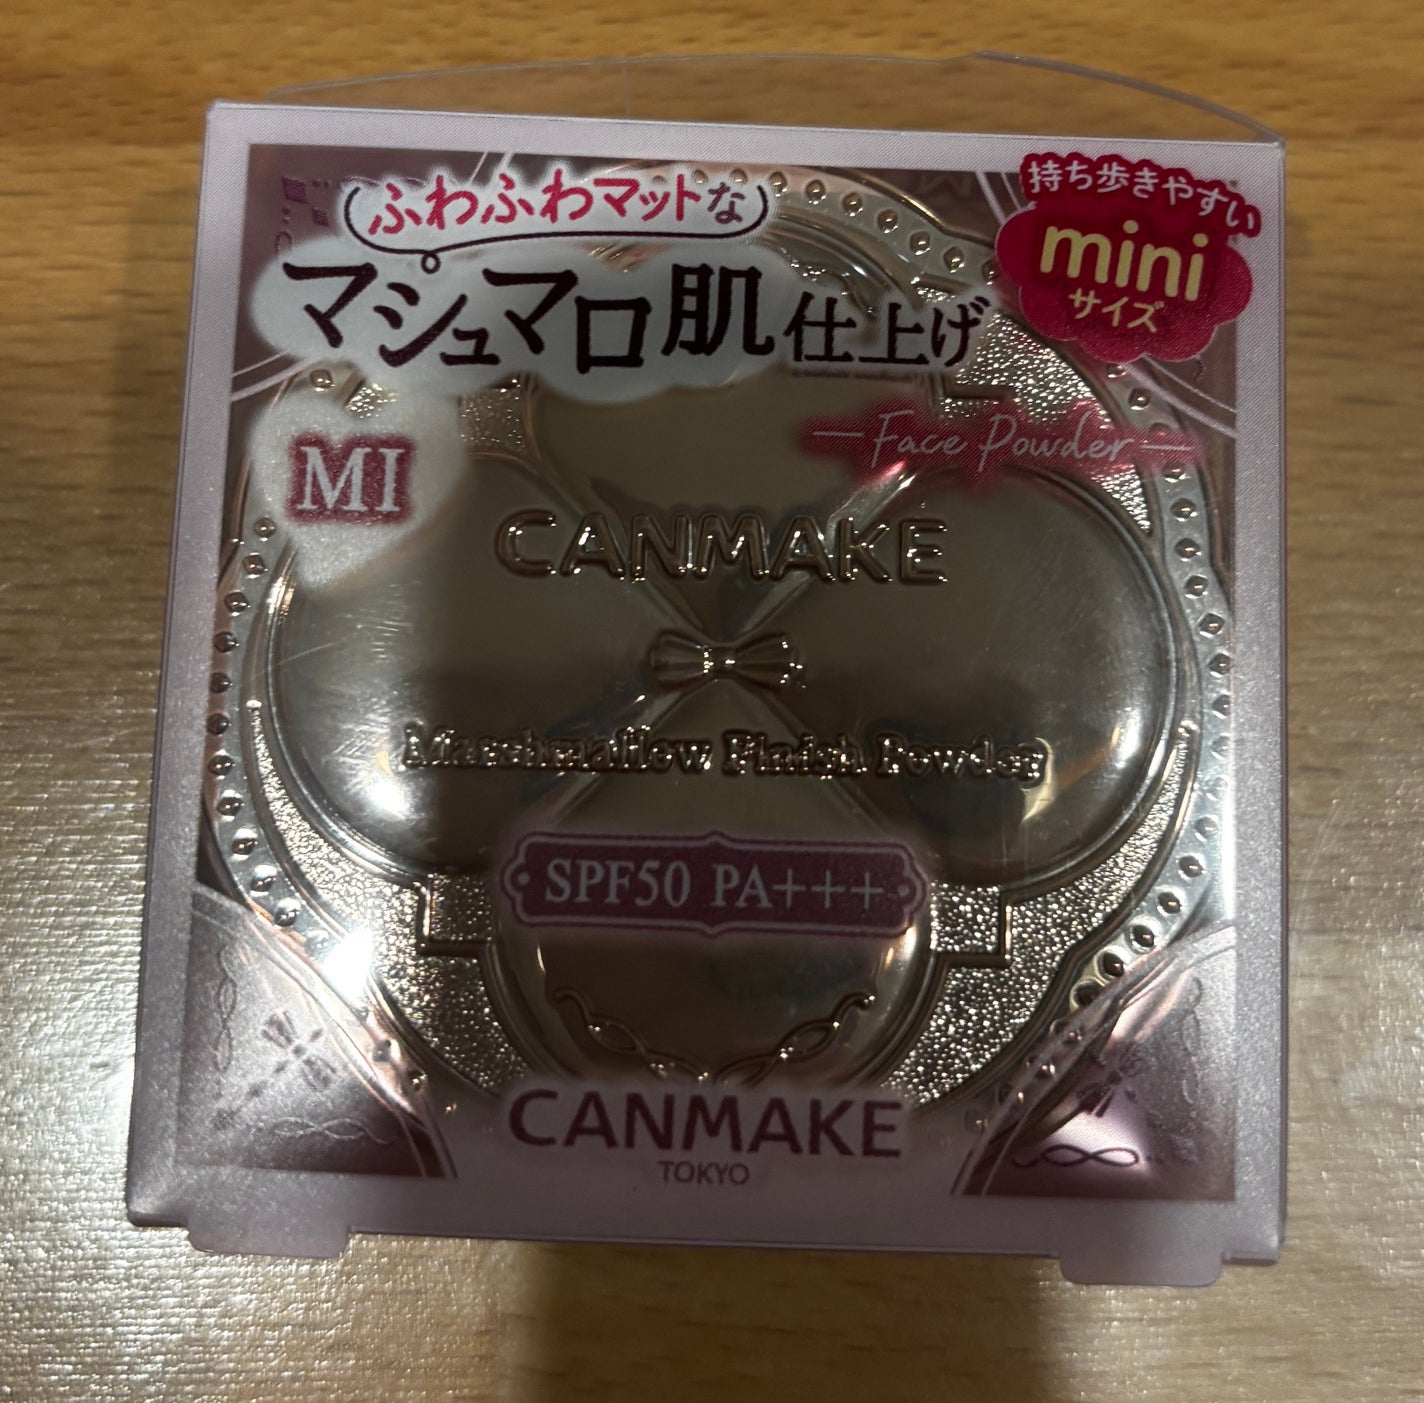 ふわふわマットな
マシュマロ肌仕上げ
持ち歩きやすい
mini
サイズ
Face Powder
MI
CANMAKE
Marshmallow Finish Powder
SPF50 PA+++
CANMAKE
TOKYO